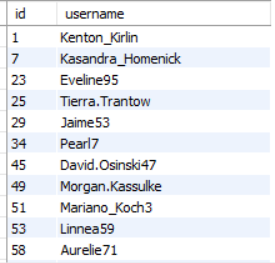 id username
1 Kenton_Kirlin
7 Kasandra_Homenick
23 Eveline95
25 Tierra.Trantow
29 Jaime53
34 Pearl7
45 David.Osinski47
49 Morgan.Kassulke
51 Mariano_Koch3
53 Linnea59
58 Aurelie71